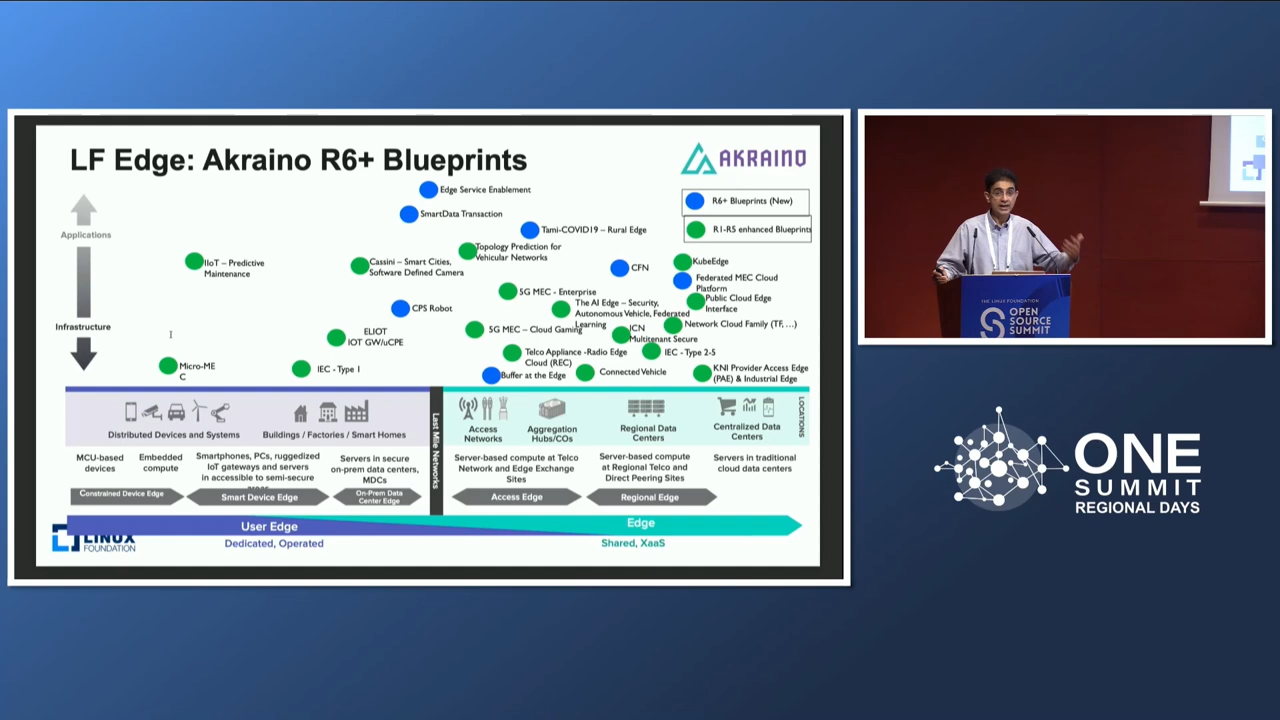 LF Edge: Akraino R6+ Blueprints
AKRAINO
Edge Service Enablement
SmartData Transaction
R6+ Blueprints (New)
R1-R5 enhanced Blueprints
Applications
Tami-COVID19 – Rural Edge
Topology Prediction for
Vehicular Networks
IIoT – Predictive
Maintenance
Cassini – Smart Cities,
Software Defined Camera
CFN
KubeEdge
Federated MEC Cloud
Platform
5G MEC - Enterprise
Public Cloud Edge
Interface
CPS Robot
The AI Edge – Security,
Autonomous Vehicle, Federated
Learning
Infrastructure
ELIOT
IOT GW/uCPE
5G MEC – Cloud Gaming
ICN
Multitenant Secure
Network Cloud Family (TF, …)
Telco Appliance -Radio Edge
Cloud (REC)
IEC - Type 2-5
Micro-ME
C
IEC - Type 1
Buffer at the Edge
Connected Vehicle
KNI Provider Access Edge
(PAE) & Industrial Edge
Distributed Devices and Systems
Buildings / Factories / Smart Homes
Last Mile Networks
Access
Networks
Aggregation
Hubs/COs
Regional Data
Centers
Centralized Data
Centers
LOCATIONS
MCU-based
devices
Embedded
compute
Smartphones, PCs, ruggedized
IoT gateways and servers
in accessible to semi-secure
Servers in secure
on-prem data centers,
MDCs
Server-based compute at Telco
Network and Edge Exchange
Sites
Server-based compute
at Regional Telco and
Direct Peering Sites
Servers in traditional
cloud data centers
Constrained Device Edge
Smart Device Edge
On-Prem Data
Center Edge
Access Edge
Regional Edge
User Edge
Edge
LINUX
FOUNDATION
Dedicated, Operated
Shared, XaaS
THE LINUX FOUNDATION
OPEN
SOURCE
SUMMIT
ONE
SUMMIT
REGIONAL DAYS